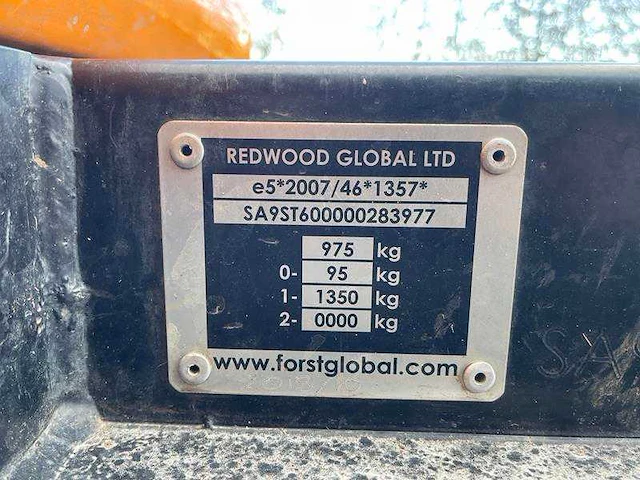 REDWOOD GLOBAL LTD
e5*2007/46*1357*
SA9ST600000283977
975 kg
0- 95 kg
1- 1350 kg
2- 0000 kg
www.forstglobal.com
SA